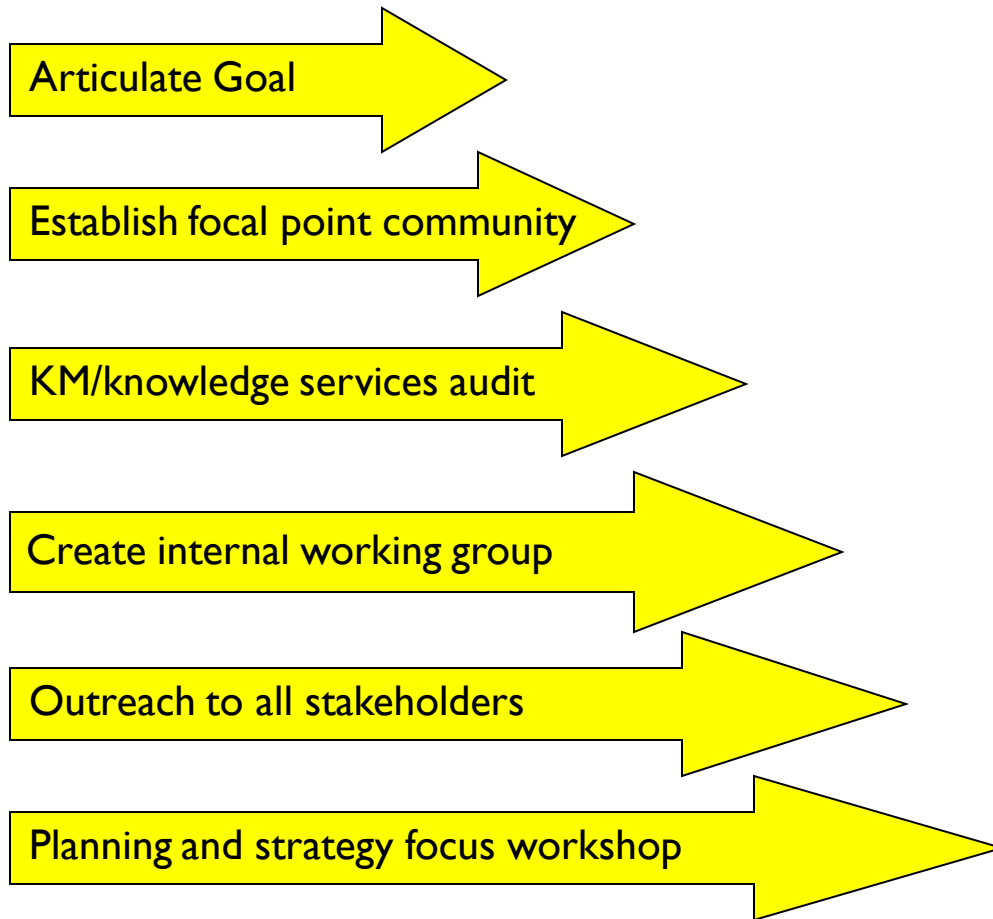 Articulate Goal
Establish focal point community
KM/knowledge services audit
Create internal working group
Outreach to all stakeholders
Planning and strategy focus workshop